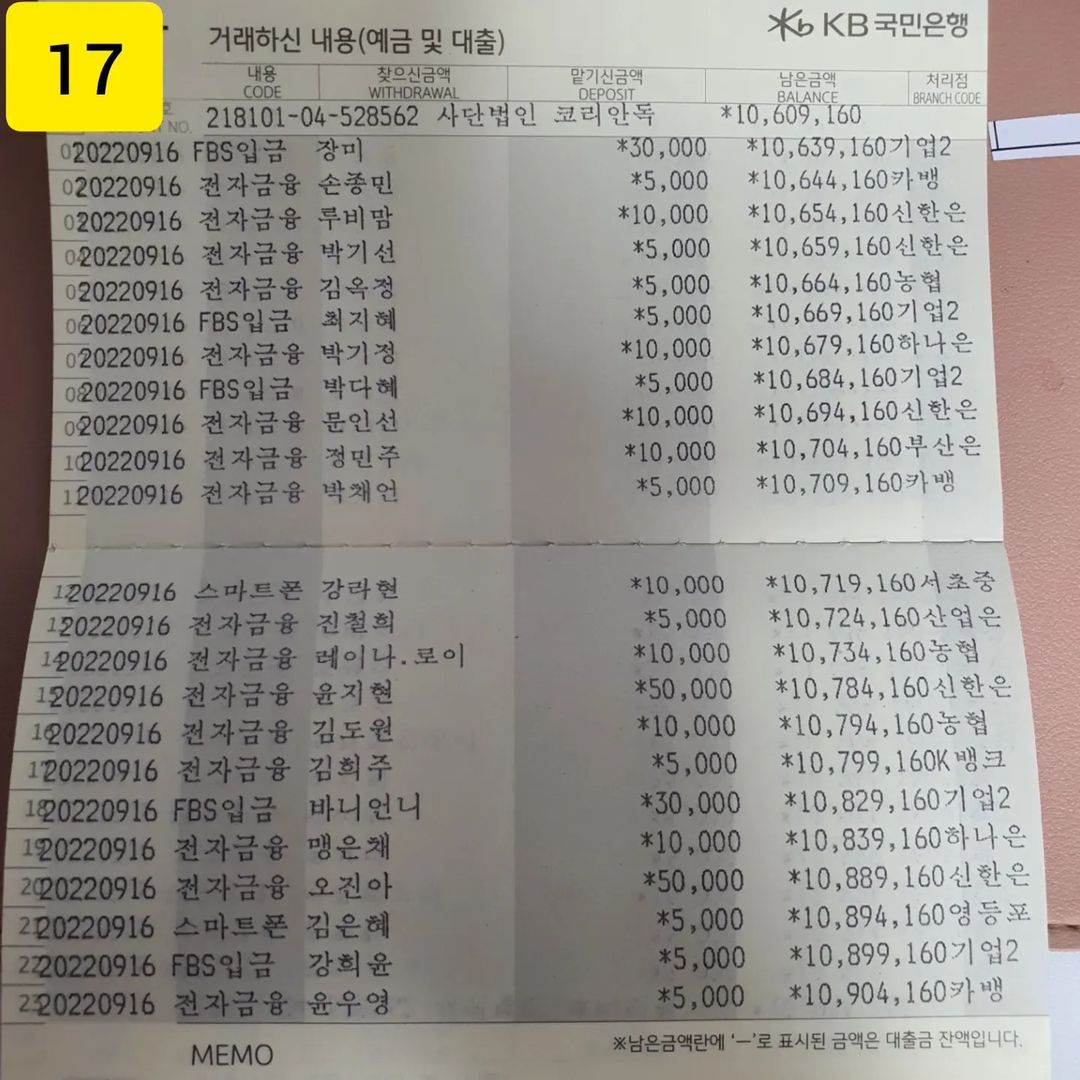 17
거래하신 내용(예금 및 대출) KB국민은행
내용 찾으신금액 맡기신금액 남은금액 처리점
CODE WITHDRAWAL DEPOSIT BALANCE BRANCH CODE
NO. 218101-04-528562 사단법인 코리안독 *10,609,160
20220916 FBS입금 장미 *30,000 *10,639,160기업2
20220916 전자금융 손종민 *5,000 *10,644,160카뱅
20220916 전자금융 루비맘 *10,000 *10,654,160신한은
04 20220916 전자금융 박기선 *5,000 *10,659,160신한은
20220916 전자금융 김옥정 *5,000 *10,664,160농협
06 20220916 FBS입금 최지혜 *5,000 *10,669,160기업2
20220916 전자금융 박기정 *10,000 *10,679,160하나은
08 20220916 FBS입금 박다혜 *5,000 *10,684,160기업2
09 20220916 전자금융 문인선 *10,000 *10,694,160신한은
10 20220916 전자금융 정민주 *10,000 *10,704,160부산은
11 20220916 전자금융 박채언 *5,000 *10,709,160카뱅
12 20220916 스마트폰 강라현 *10,000 *10,719,160서초중
13 20220916 전자금융 진철희 *5,000 *10,724,160산업은
14 20220916 전자금융 레이나.로이 *10,000 *10,734,160농협
15 20220916 전자금융 윤지현 *50,000 *10,784,160신한은
16 20220916 전자금융 김도원 *10,000 *10,794,160농협
17 20220916 전자금융 김희주 *5,000 *10,799,160K뱅크
18 20220916 FBS입금 바니언니 *30,000 *10,829,160기업2
19 20220916 전자금융 맹은채 *10,000 *10,839,160하나은
20 20220916 전자금융 오진아 *50,000 *10,889,160신한은
21 20220916 스마트폰 김은혜 *5,000 *10,894,160영등포
22 20220916 FBS입금 강희윤 *5,000 *10,899,160기업2
23 20220916 전자금융 윤우영 *5,000 *10,904,160카뱅
MEMO ※남은금액란에 ‘—’로 표시된 금액은 대출금 잔액입니다.